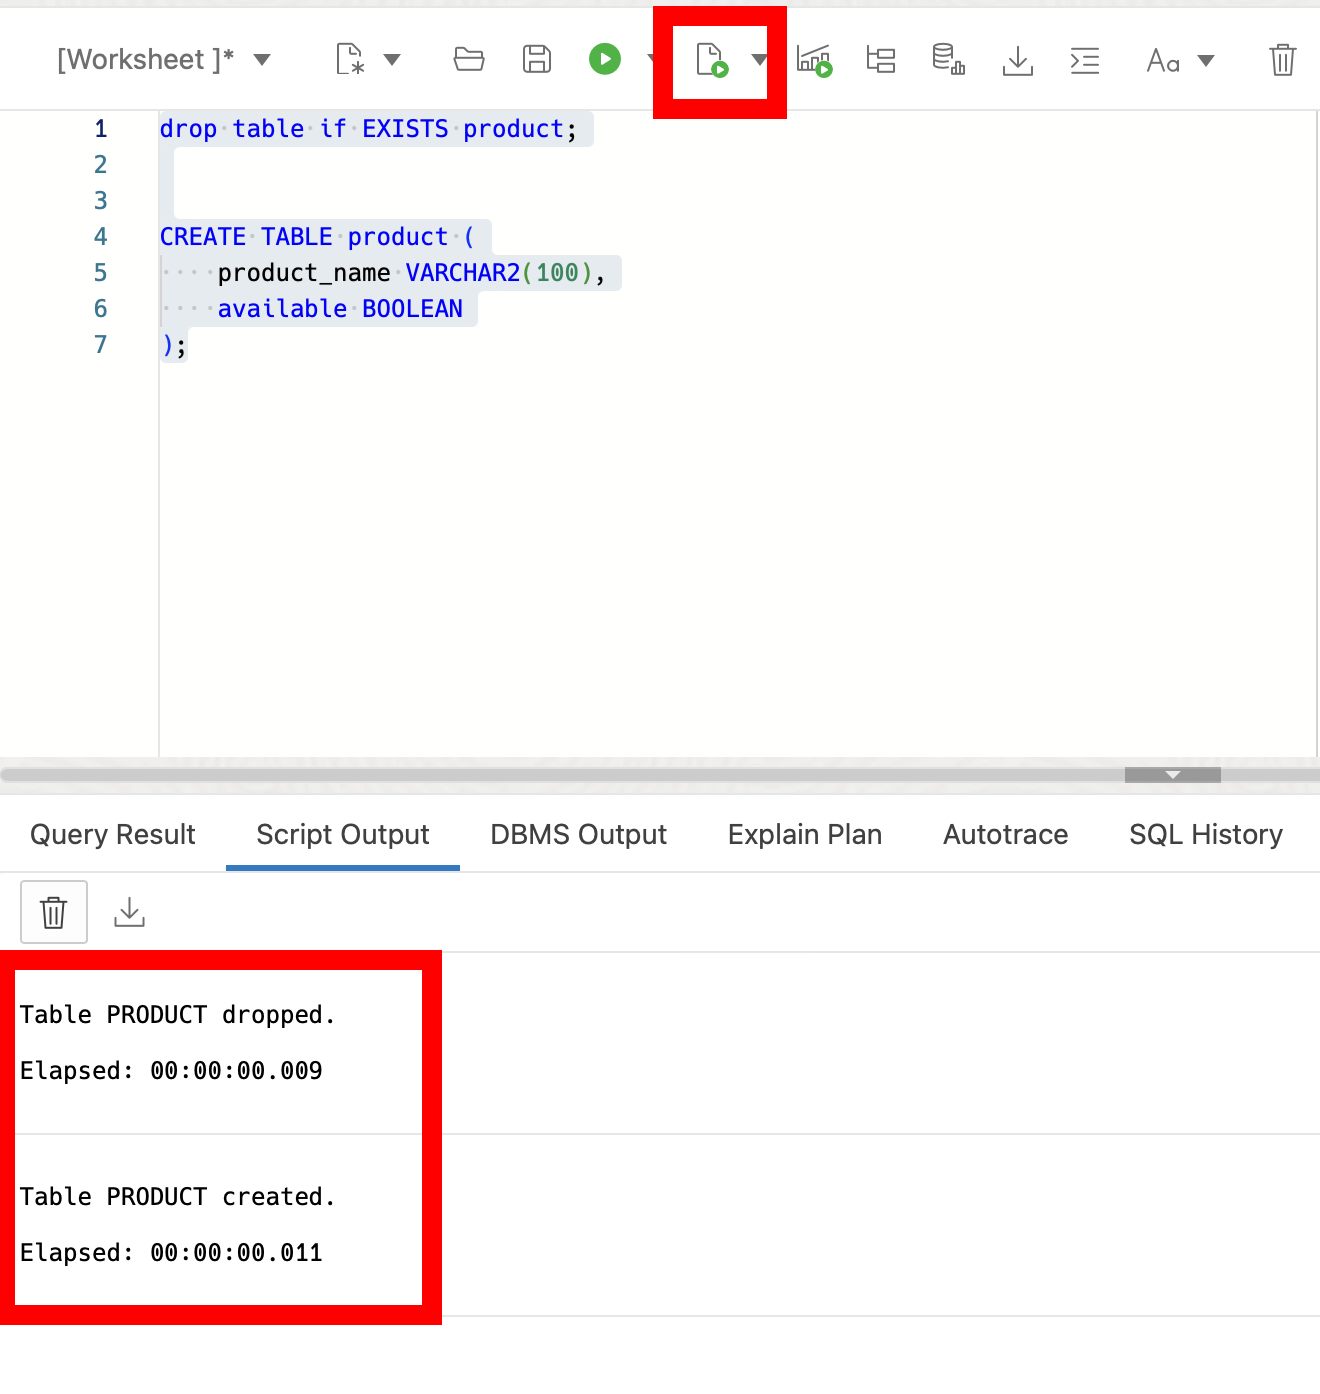 [Worksheet ]*
Aa
1 drop table if EXISTS product;
2
3
4 CREATE TABLE product (
5 product_name VARCHAR2(100),
6 available BOOLEAN
7 );
Query Result Script Output DBMS Output Explain Plan Autotrace SQL History
Table PRODUCT dropped.
Elapsed: 00:00:00.009
Table PRODUCT created.
Elapsed: 00:00:00.011